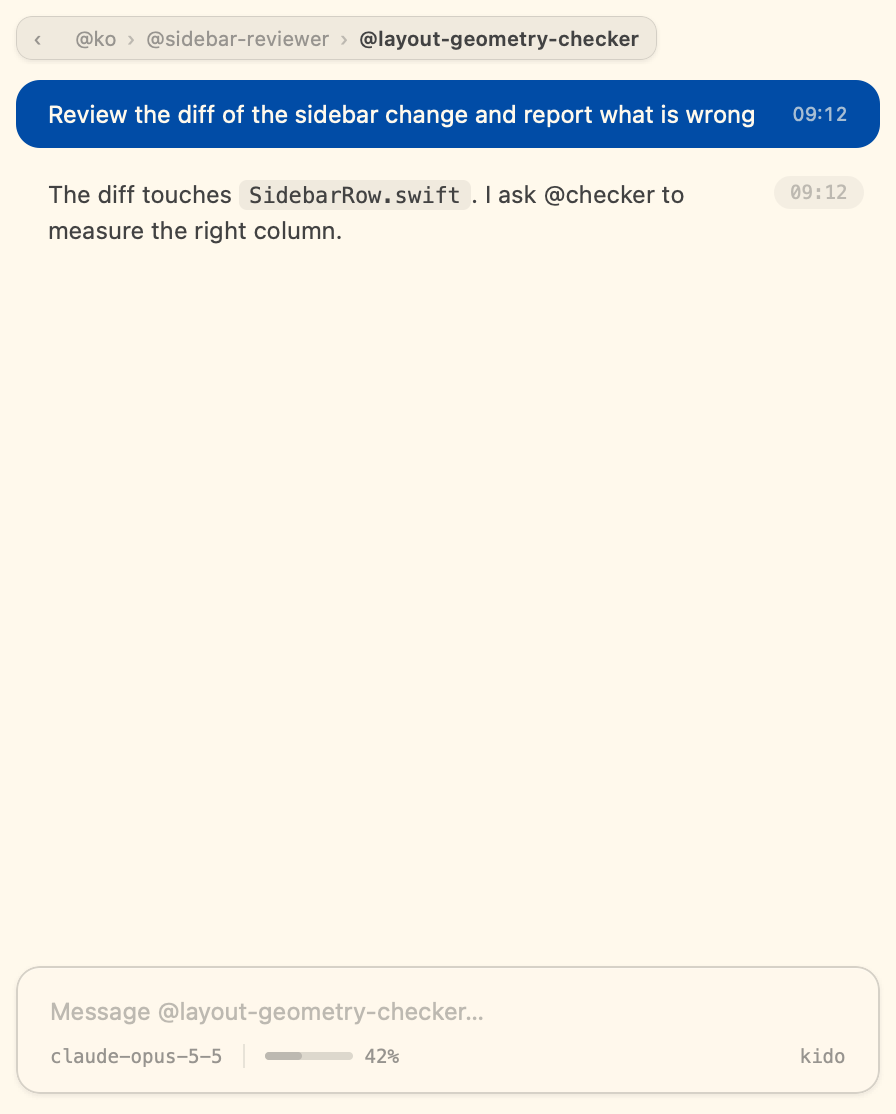 ‹ @ko › @sidebar-reviewer › @layout-geometry-checker
Review the diff of the sidebar change and report what is wrong 09:12
The diff touches SidebarRow.swift. I ask @checker to 09:12
measure the right column.
Message @layout-geometry-checker…
claude-opus-5-5 42% kido